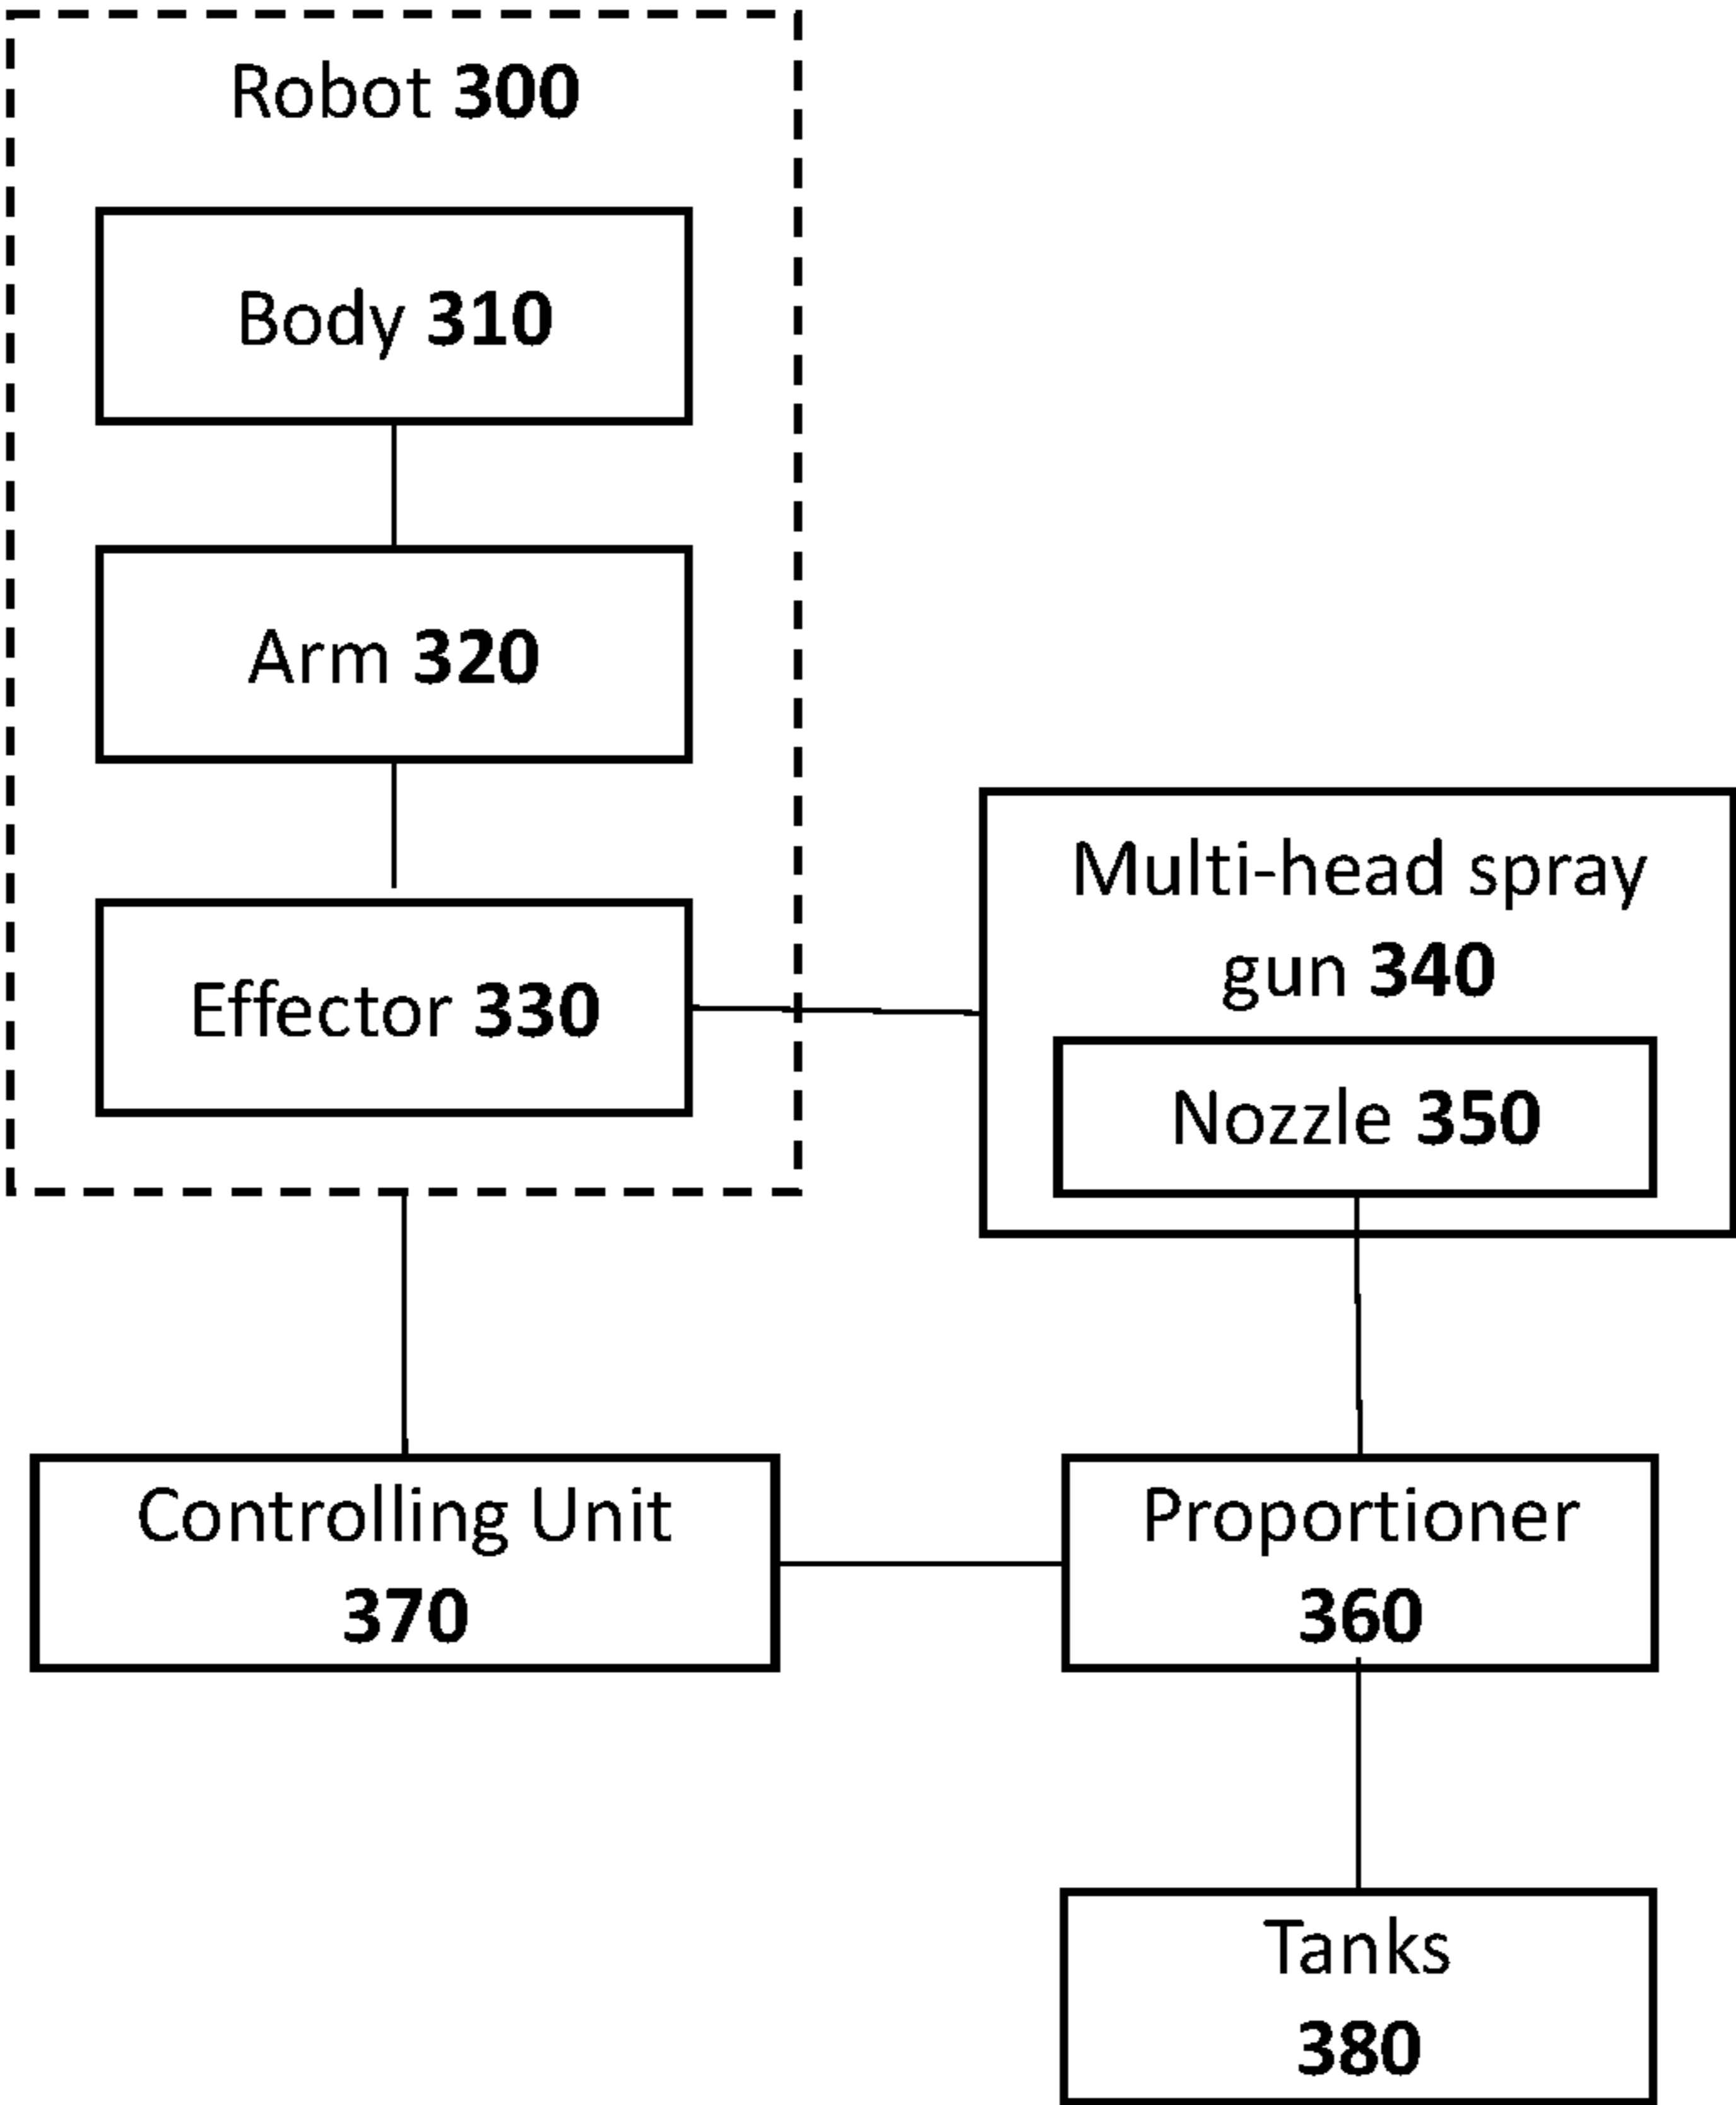 Robot 300
Body 310
Arm 320
Effector 330
Multi-head spray
gun 340
Nozzle 350
Controlling Unit
370
Proportioner
360
Tanks
380